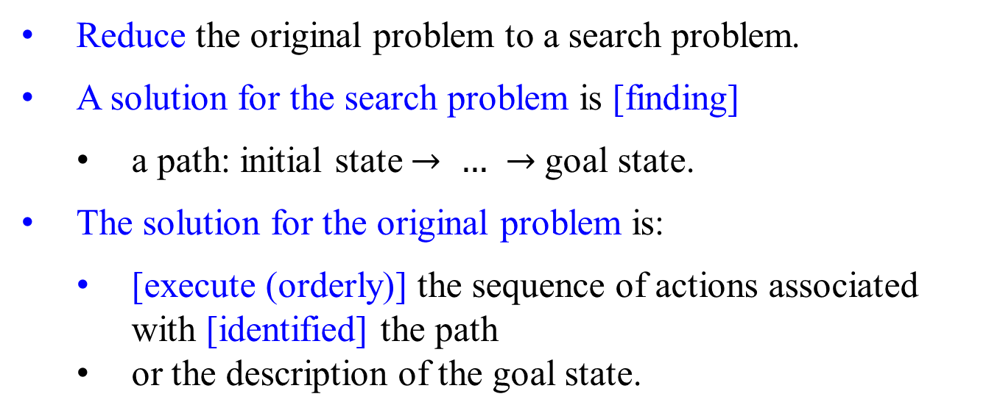 • Reduce the original problem to a search problem.
• A solution for the search problem is [finding]
• a path: initial state → ... → goal state.
• The solution for the original problem is:
• [execute (orderly)] the sequence of actions associated
with [identified] the path
• or the description of the goal state.